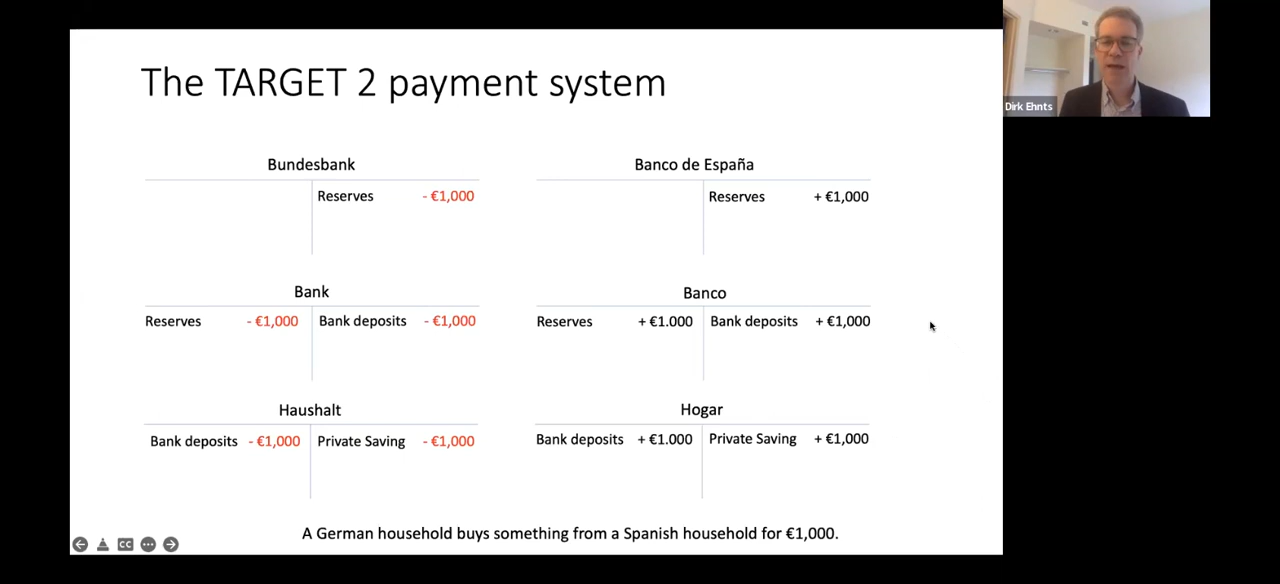 The TARGET 2 payment system
Dirk Ehnts
Bundesbank
Reserves - €1,000
Banco de España
Reserves + €1,000
Bank
Reserves - €1,000 Bank deposits - €1,000
Banco
Reserves + €1.000 Bank deposits + €1,000
Haushalt
Bank deposits - €1,000 Private Saving - €1,000
Hogar
Bank deposits + €1.000 Private Saving + €1,000
A German household buys something from a Spanish household for €1,000.
CC